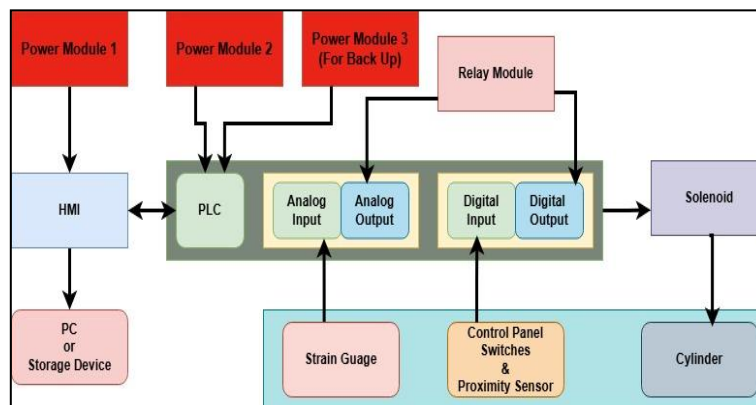 Power Module 1
Power Module 2
Power Module 3
(For Back Up)
Relay Module
HMI
PLC
Analog
Input
Analog
Output
Digital
Input
Digital
Output
Solenoid
PC
or
Storage Device
Strain Guage
Control Panel
Switches
&
Proximity Sensor
Cylinder